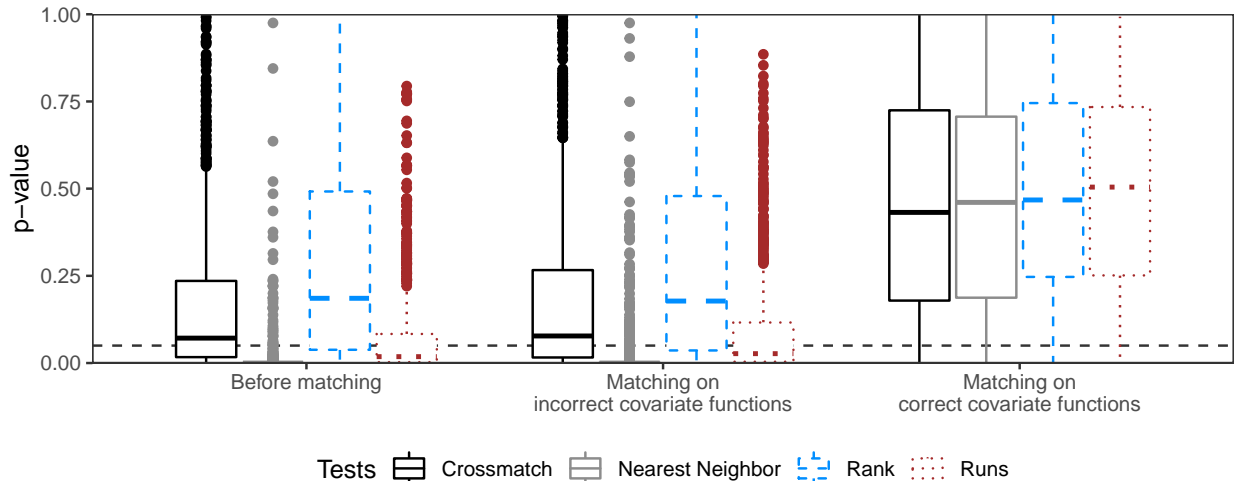 1.00
0.75
0.50
0.25
0.00
p−value
Before matching
Matching on
incorrect covariate functions
Matching on
correct covariate functions
Tests Crossmatch Nearest Neighbor Rank Runs